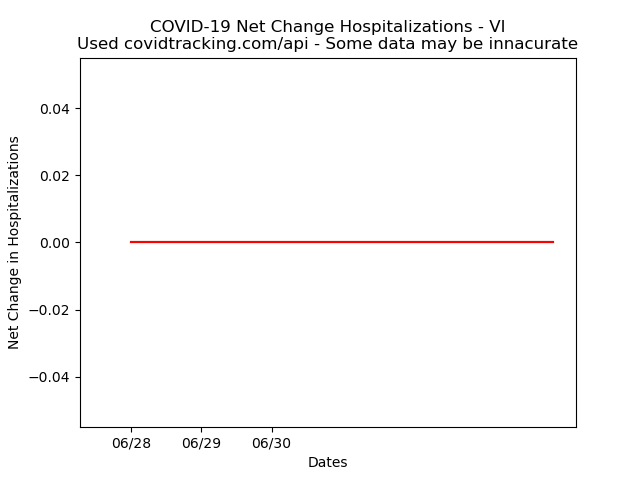 COVID-19 Net Change Hospitalizations - VI
Used covidtracking.com/api - Some data may be innacurate
Net Change in Hospitalizations
0.04
0.02
0.00
−0.02
−0.04
06/28 06/29 06/30
Dates